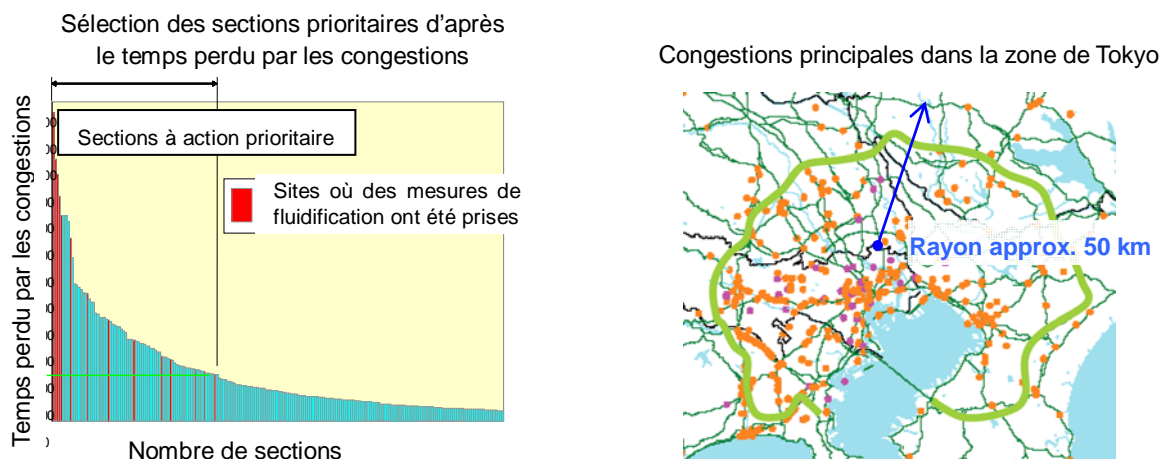 Sélection des sections prioritaires d'après
le temps perdu par les congestions
Sections à action prioritaire
Sites où des mesures de
fluidification ont été prises
Temps perdu par les congestions
Nombre de sections
Congestions principales dans la zone de Tokyo
Rayon approx. 50 km